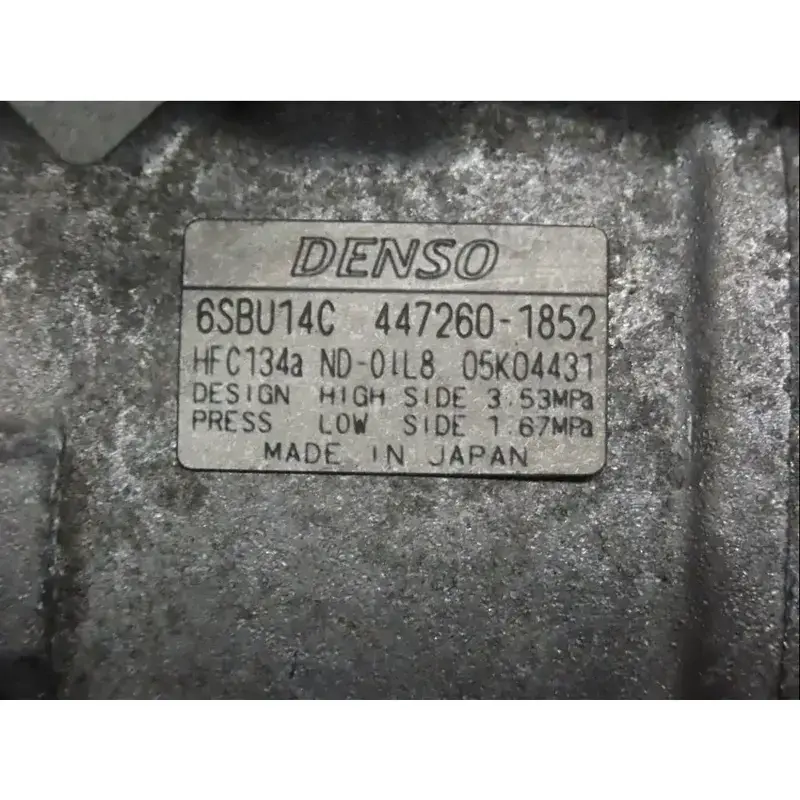 DENSO
6SBU14C 447260-1852
HFC134a ND-OIL8 05K04431
DESIGN HIGH SIDE 3.53MPa
PRESS LOW SIDE 1.67MPa
MADE IN JAPAN